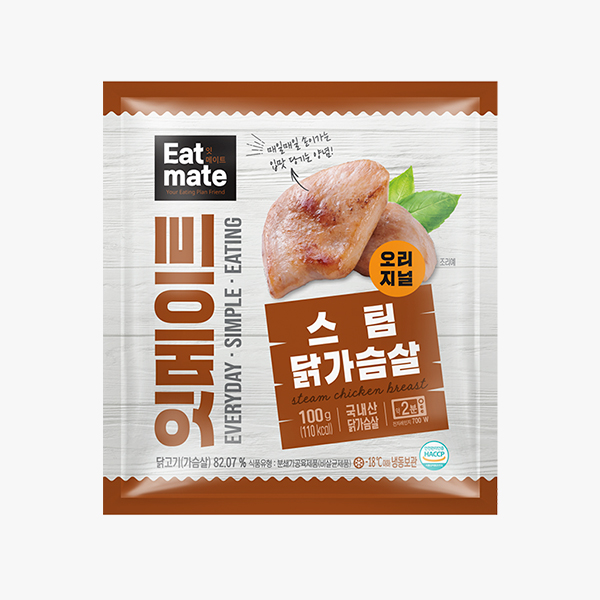 Eat
mate
잇
메이트
Your Eating Plan Friend
매일매일 손이가는
입맛 당기는 양념!
잇메이트
EVERYDAY · SIMPLE · EATING
오리
지널
조리예
스팀
닭가슴살
steam chicken breast
100g
(110kcal)
국내산
닭가슴살
약2분
전자레인지 700W
닭고기(가슴살) 82.07% 식품유형 : 분쇄가공육제품(비살균제품) -18℃ 이하 냉동보관
HACCP